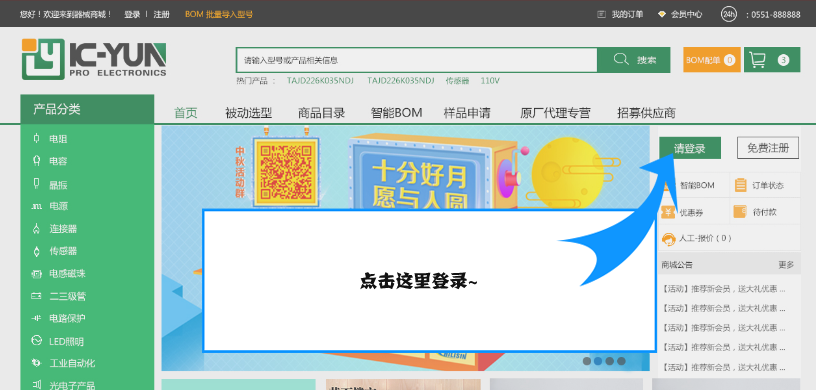 您好！欢迎来到器械商城！ 登录 | 注册 BOM 批量导入型号 我的订单 会员中心 24h ：0551-888888
IC-YUN
PRO ELECTRONICS
请输入型号或产品相关信息 搜索 BOM配单 0 3
热门产品 ： TAJD226K035NDJ TAJD226K035NDJ 传感器 110V
产品分类 首页 被动选型 商品目录 智能BOM 样品申请 原厂代理专营 招募供应商
电阻
电容
晶振
电源
连接器
传感器
电感磁珠
二三级管
电路保护
LED照明
工业自动化
光电子产品
中秋活动群
十分好月
愿与人圆
点击这里登录~
请登录 免费注册
智能BOM 订单状态
优惠券 待付款
人工-报价（0）
商城公告 更多
【活动】推荐新会员，送大礼优惠 ...
【活动】推荐新会员，送大礼优惠 ...
【活动】推荐新会员，送大礼优惠 ...
【活动】推荐新会员，送大礼优惠 ...
【活动】推荐新会员，送大礼优惠 ...